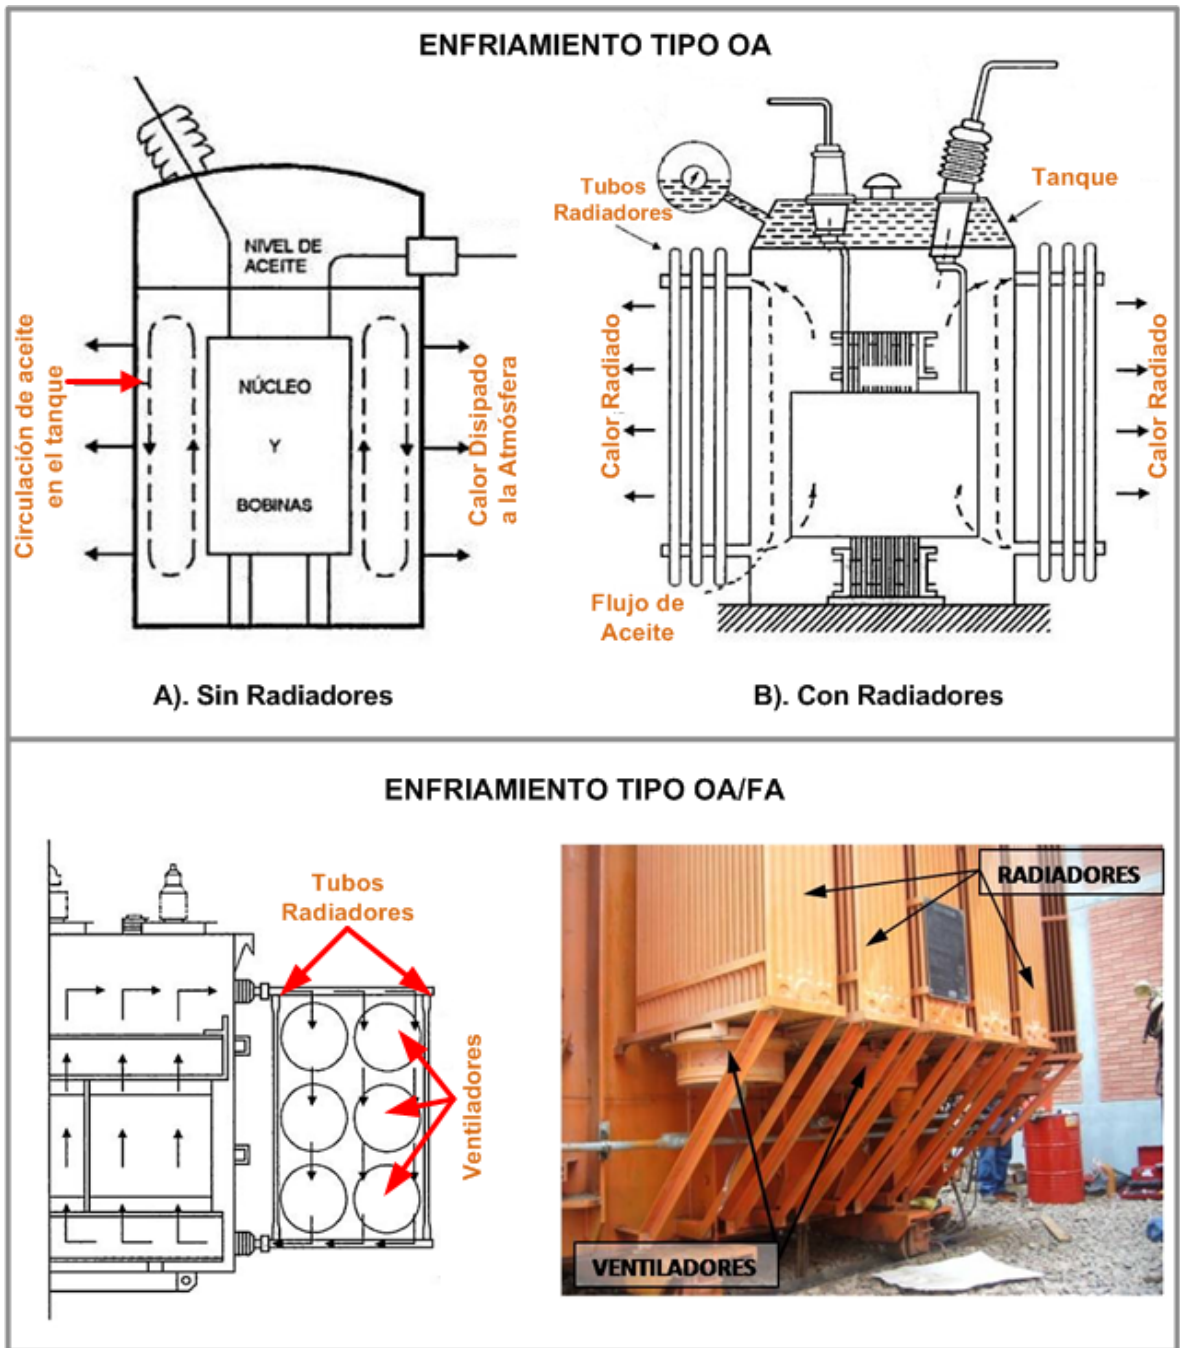 ENFRIAMIENTO TIPO OA
NIVEL DE
ACEITE
NÚCLEO
Y
BOBINAS
Circulación de aceite
en el tanque
Calor Disipado
a la Atmósfera
A). Sin Radiadores
Tubos
Radiadores
Tanque
Calor Radiado
Calor Radiado
Flujo de
Aceite
B). Con Radiadores
ENFRIAMIENTO TIPO OA/FA
Tubos
Radiadores
Ventiladores
RADIADORES
VENTILADORES